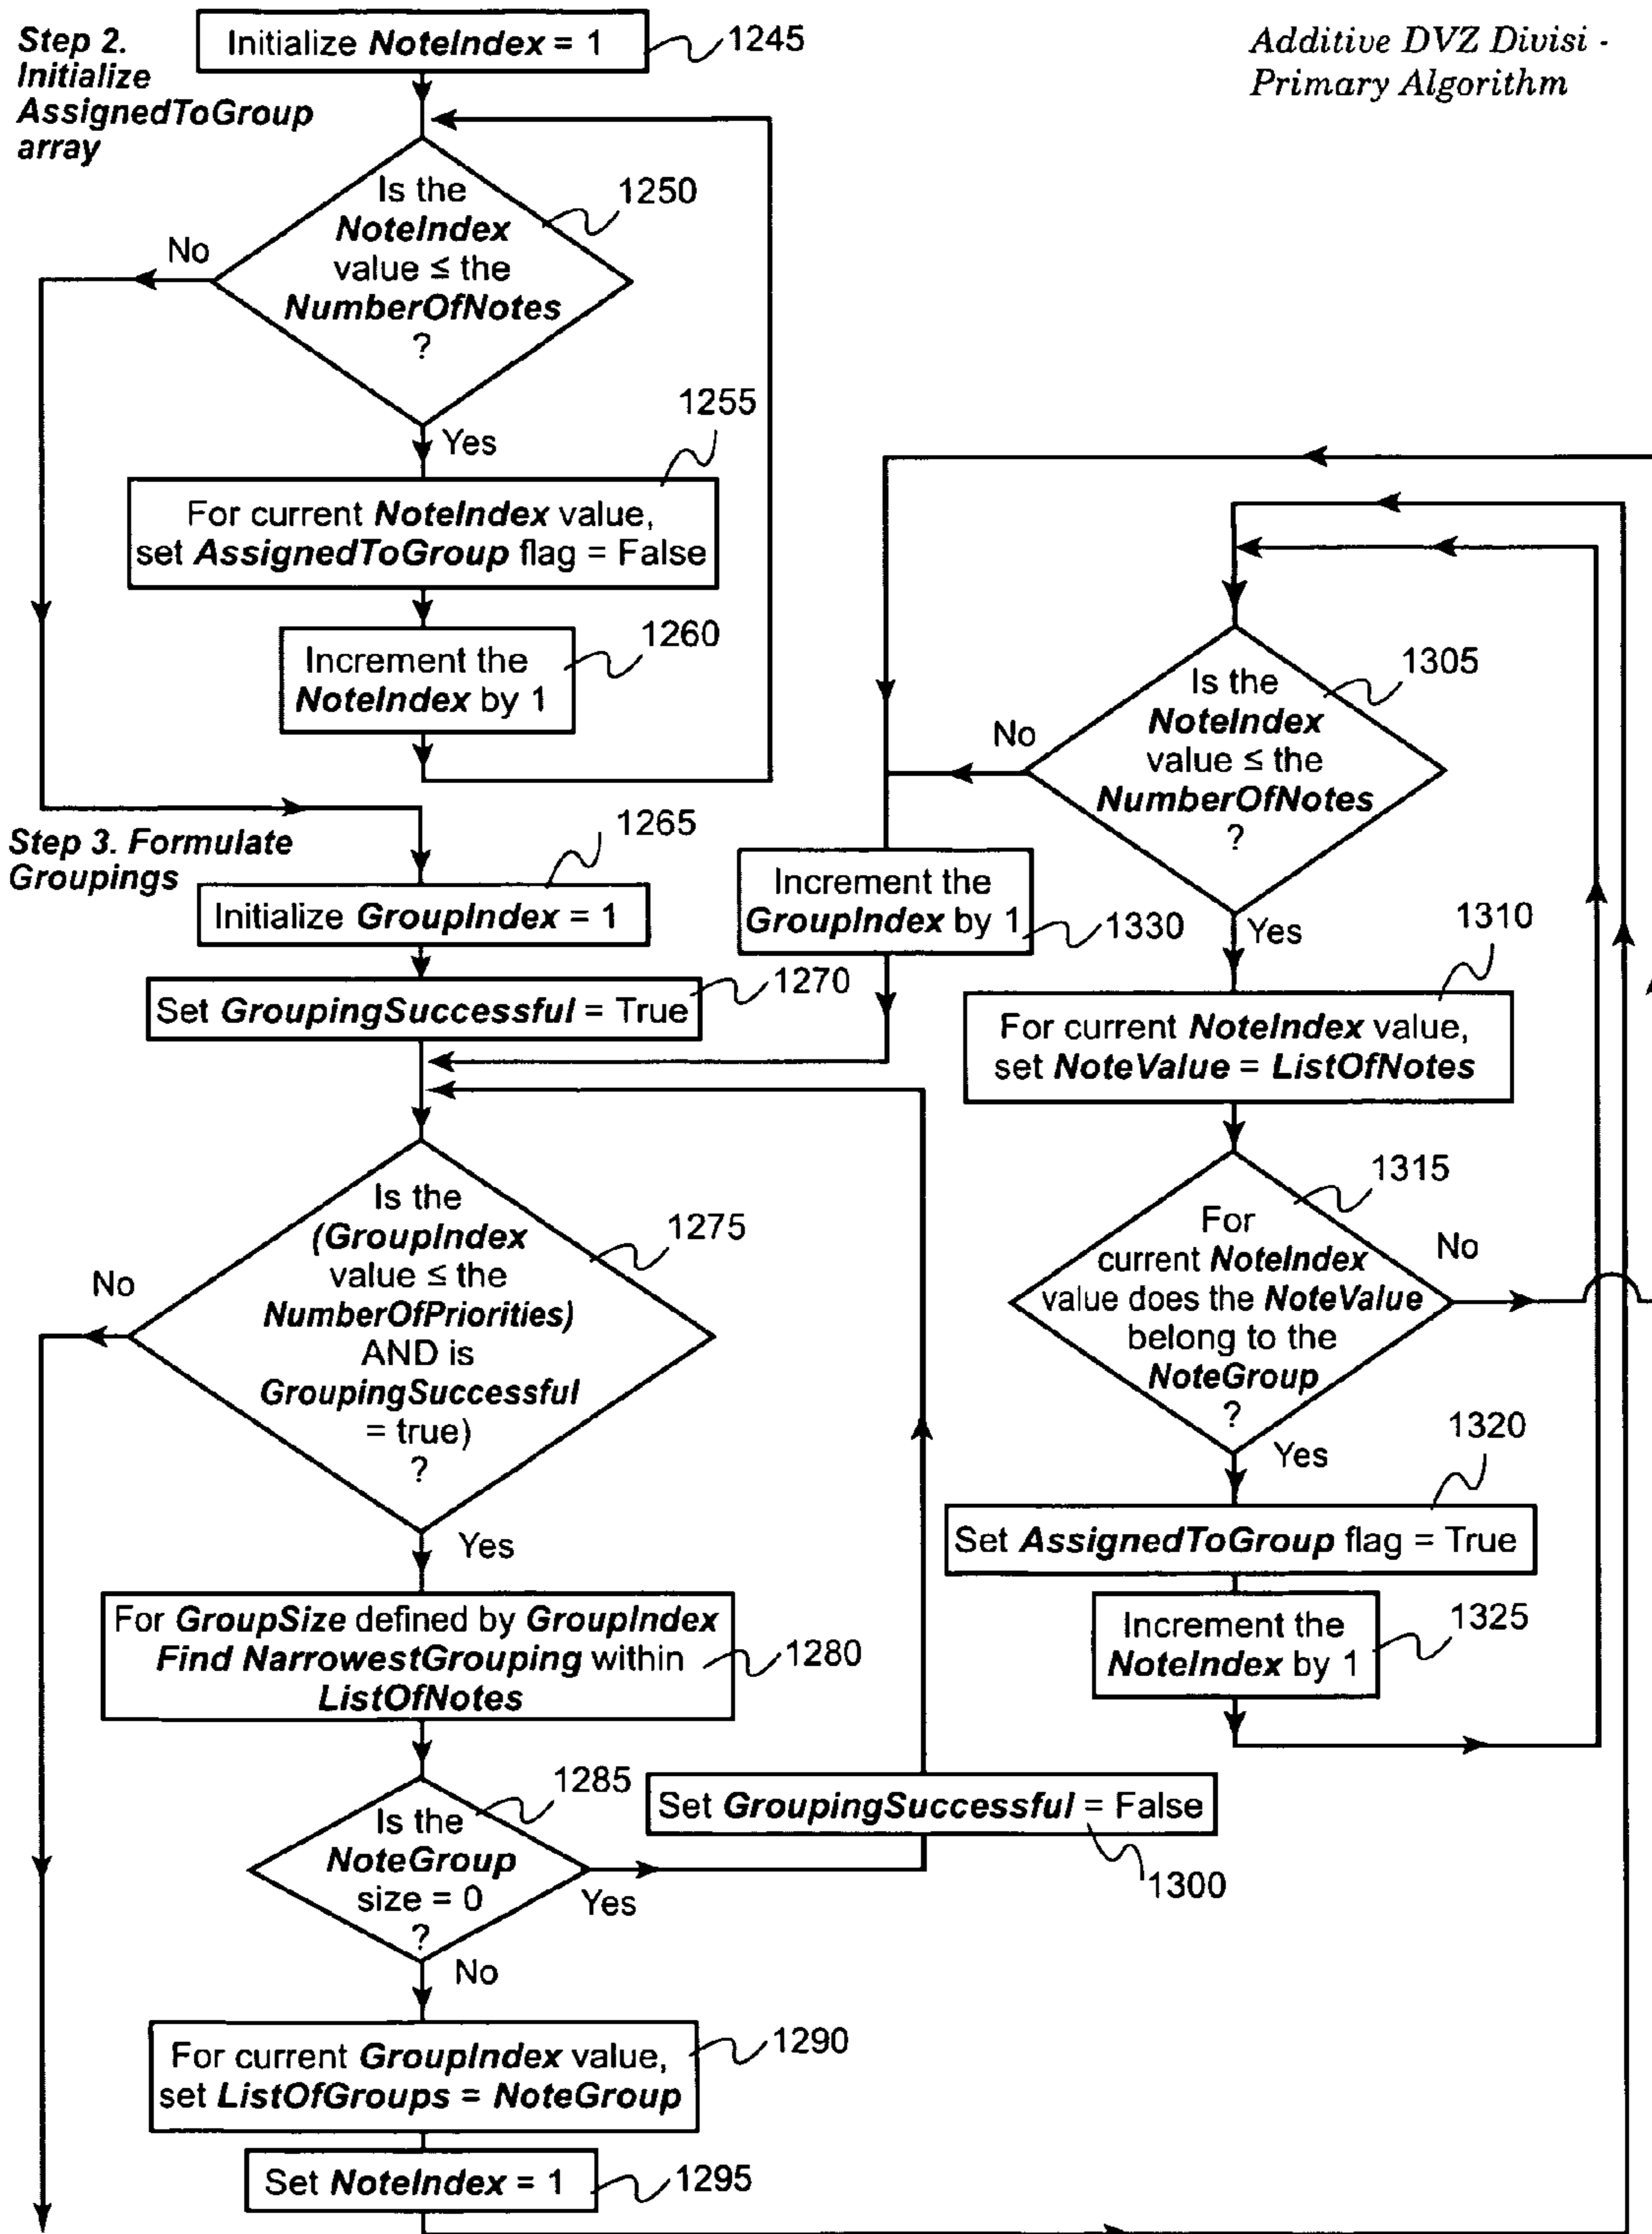 Step 2.
Initialize
AssignedToGroup
array
Initialize NoteIndex = 1
1245
Additive DVZ Divisi -
Primary Algorithm
Is the
NoteIndex
value ≤ the
NumberOfNotes
?
1250
No
Yes
1255
For current NoteIndex value,
set AssignedToGroup flag = False
Increment the
NoteIndex by 1
1260
Step 3. Formulate
Groupings
1265
Initialize GroupIndex = 1
Set GroupingSuccessful = True
1270
Is the
(GroupIndex
value ≤ the
NumberOfPriorities)
AND is
GroupingSuccessful
= true)
?
1275
No
Yes
For GroupSize defined by GroupIndex
Find NarrowestGrouping within
ListOfNotes
1280
Is the
NoteGroup
size = 0
?
1285
Yes
No
Set GroupingSuccessful = False
1300
For current GroupIndex value,
set ListOfGroups = NoteGroup
1290
Set NoteIndex = 1
1295
Is the
NoteIndex
value ≤ the
NumberOfNotes
?
1305
No
Yes
Increment the
GroupIndex by 1
1330
1310
For current NoteIndex value,
set NoteValue = ListOfNotes
For
current NoteIndex
value does the NoteValue
belong to the
NoteGroup
?
1315
No
Yes
1320
Set AssignedToGroup flag = True
Increment the
NoteIndex by 1
1325